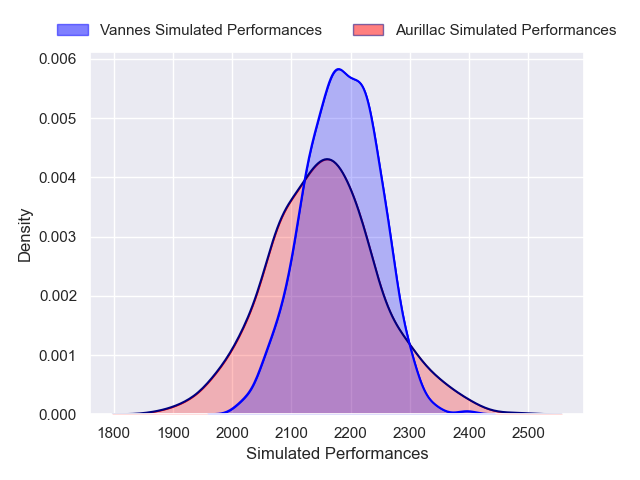 Vannes Simulated Performances
Aurillac Simulated Performances
0.006
0.005
0.004
0.003
0.002
0.001
0.000
Density
1800 1900 2000 2100 2200 2300 2400 2500
Simulated Performances